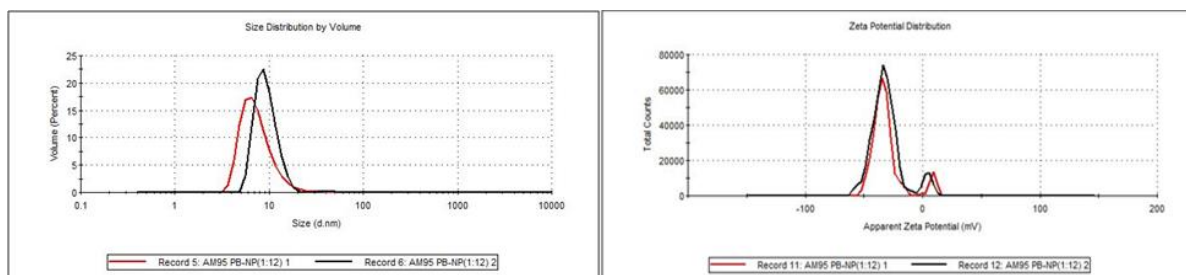 Size Distribution by Volume
25
20
15
10
5
0
Volume (Percent)
0.1 1 10 100 1000 10000
Size (d.nm)
Record 5: AM95 PB-NP(1:12) 1 Record 6: AM95 PB-NP(1:12) 2
Zeta Potential Distribution
80000
60000
40000
20000
0
Total Counts
-100 0 100 200
Apparent Zeta Potential (mV)
Record 11: AM95 PB-NP(1:12) 1 Record 12: AM95 PB-NP(1:12) 2